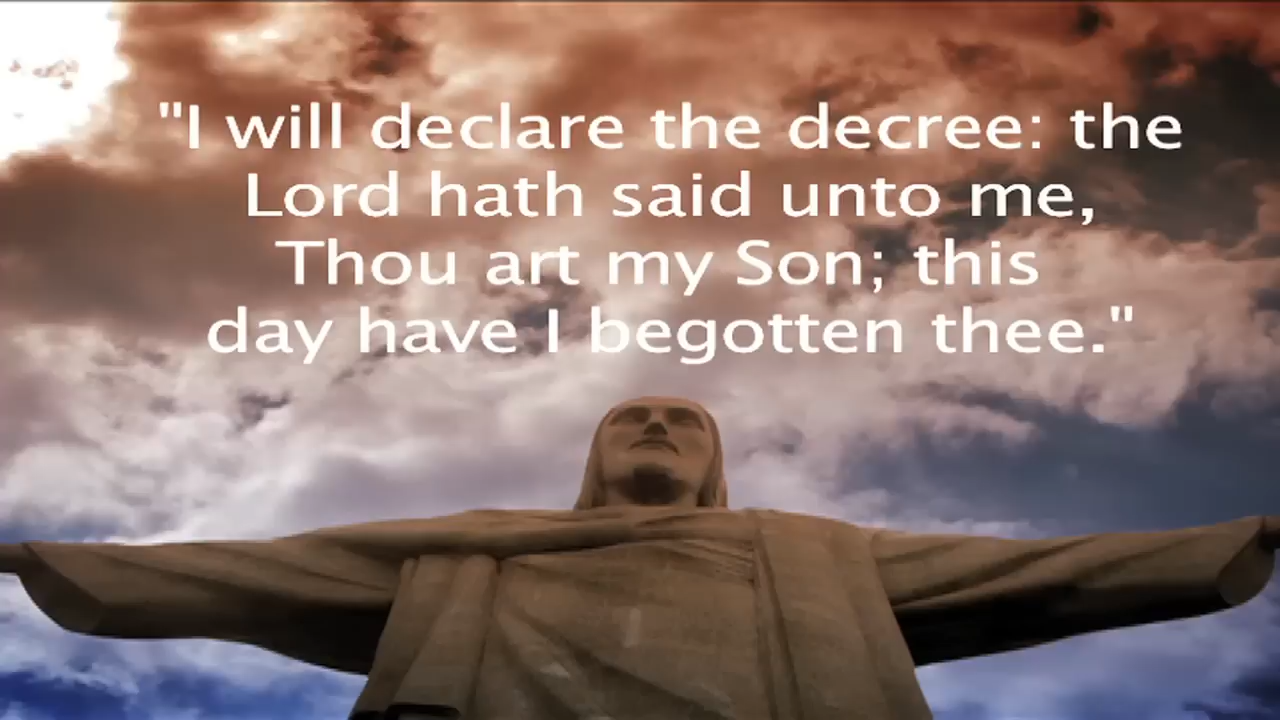 "I will declare the decree: the
Lord hath said unto me,
Thou art my Son; this
day have I begotten thee."